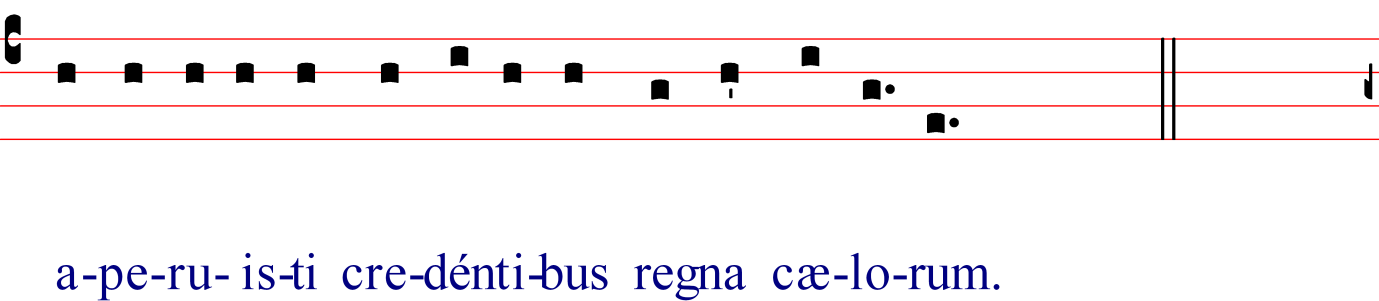 a-pe-ru- is-ti cre-dénti-bus regna cæ-lo-rum.